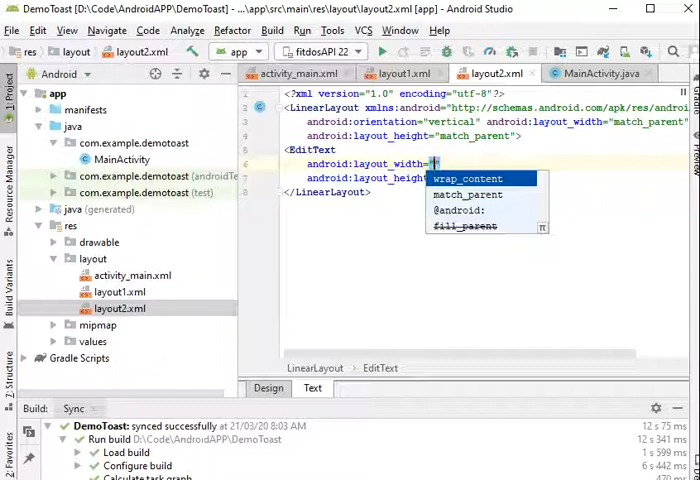 DemoToast [D:\Code\AndroidAPP\DemoToast] - ...\app\src\main\res\layout\layout2.xml [app] - Android Studio
File Edit View Navigate Code Analyze Refactor Build Run Tools VCS Window Help
res layout layout2.xml app fitdosAPI 22
1: Project
Resource Manager
Build Variants
7: Structure
2: Favorites
Android
app
manifests
java
com.example.demotoast
MainActivity
com.example.demotoast (androidTe
com.example.demotoast (test)
java (generated)
res
drawable
layout
activity_main.xml
layout1.xml
layout2.xml
mipmap
values
Gradle Scripts
activity_main.xml layout1.xml layout2.xml MainActivity.java
1 <?xml version="1.0" encoding="utf-8"?>
2 <LinearLayout xmlns:android="http://schemas.android.com/apk/res/androi
3 android:orientation="vertical" android:layout_width="match_parent"
4 android:layout_height="match_parent">
5 <EditText
6 android:layout_width=""
7 android:layout_heigh
8 </LinearLayout>
wrap_content
match_parent
@android:
fill_parent
π
LinearLayout EditText
Design Text
Gradle
Preview
Build: Sync
DemoToast: synced successfully at 21/03/20 8:03 AM 12 s 75 ms
Run build D:\Code\AndroidAPP\DemoToast 12 s 341 ms
Load build 1 s 599 ms
Configure build 6 s 442 ms
Calculate task graph 470 ms